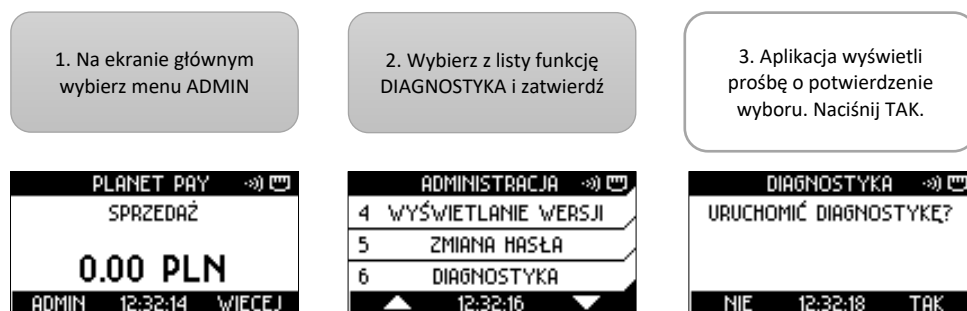 1. Na ekranie głównym
wybierz menu ADMIN
2. Wybierz z listy funkcję
DIAGNOSTYKA i zatwierdź
3. Aplikacja wyświetli
prośbę o potwierdzenie
wyboru. Naciśnij TAK.
PLANET PAY
SPRZEDAŻ
0.00 PLN
ADMIN 12:32:14 WIĘCEJ
ADMINISTRACJA
4 WYŚWIETLANIE WERSJI
5 ZMIANA HASŁA
6 DIAGNOSTYKA
12:32:16
DIAGNOSTYKA
URUCHOMIĆ DIAGNOSTYKĘ?
NIE 12:32:18 TAK